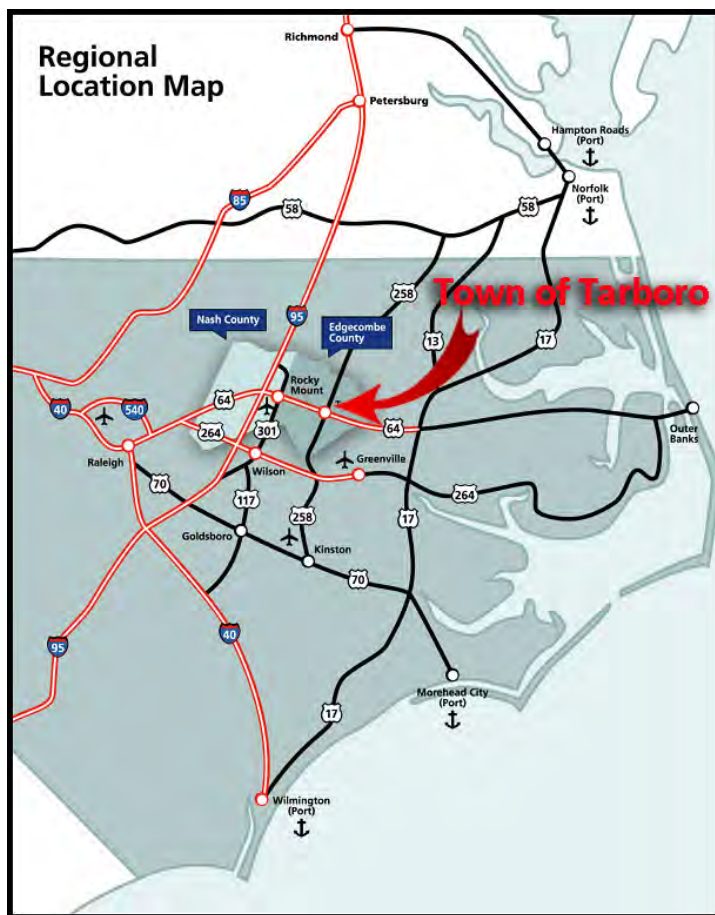 Regional
Location Map
Richmond
Petersburg
Hampton Roads
(Port)
Norfolk
(Port)
85
58
58
258
Town of Tarboro
95
Nash County
Edgecombe
County
13
17
Rocky
Mount
40
540
64
64
Outer
Banks
264
301
Raleigh
Wilson
Greenville
70
117
264
258
17
Goldsboro
Kinston
70
95
40
17
Morehead City
(Port)
Wilmington
(Port)